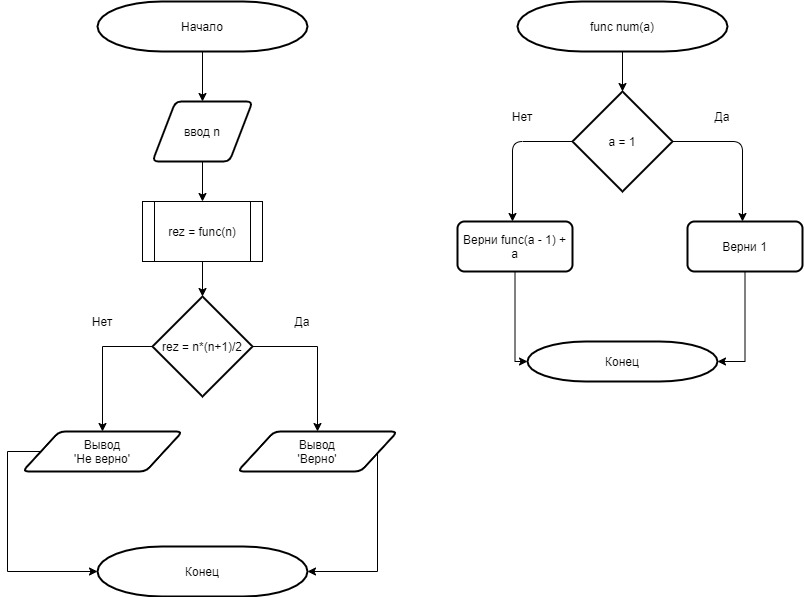 Начало
ввод n
rez = func(n)
Нет
Да
rez = n*(n+1)/2
Вывод
'Не верно'
Вывод
'Верно'
Конец
func num(a)
Нет
Да
a = 1
Верни func(a - 1) +
a
Верни 1
Конец